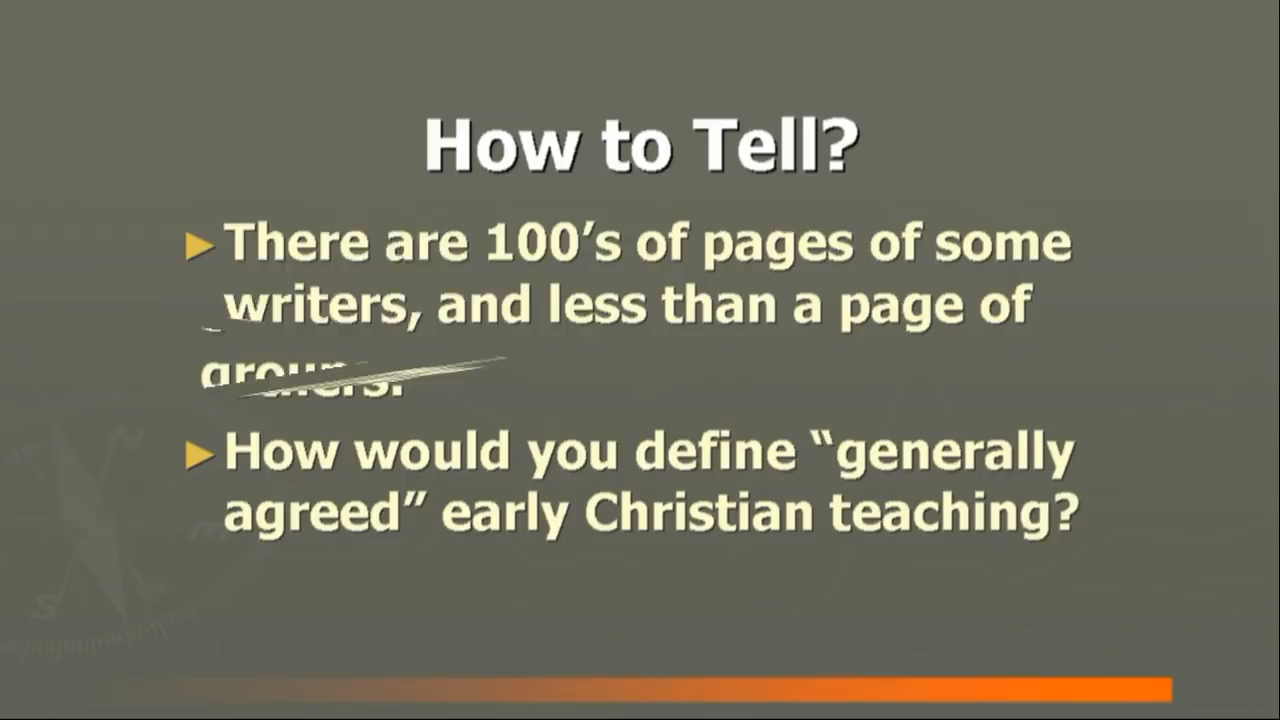 How to Tell?
There are 100’s of pages of some
writers, and less than a page of
How would you define “generally
agreed” early Christian teaching?
N
S